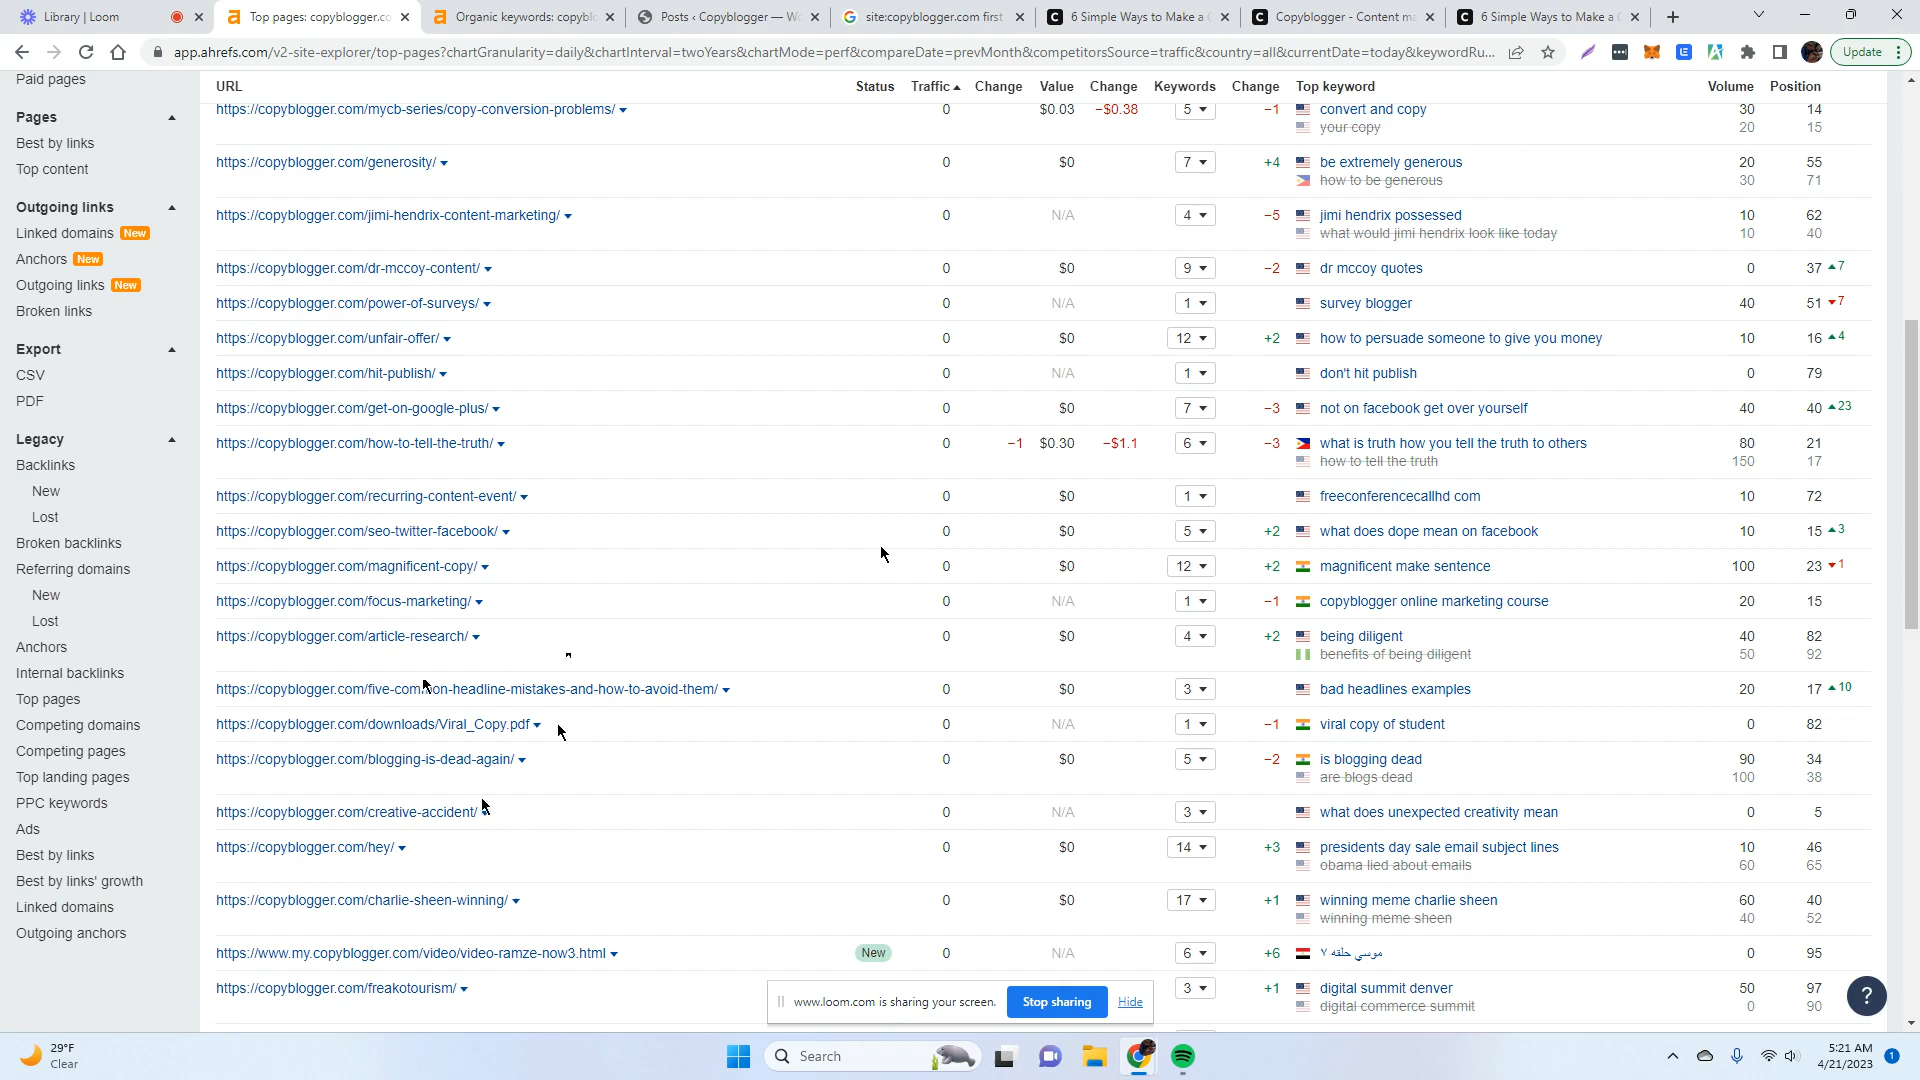 Library | Loom
Top pages: copyblogger.co
Organic keywords: copybl
Posts ‹ Copyblogger — W
site:copyblogger.com first
6 Simple Ways to Make a
Copyblogger - Content m
6 Simple Ways to Make a
app.ahrefs.com/v2-site-explorer/top-pages?chartGranularity=daily&chartInterval=twoYears&chartMode=perf&compareDate=prevMonth&competitorsSource=traffic&country=all&currentDate=today&keywordRu...
Update
Paid pages
Pages
Best by links
Top content
Outgoing links
Linked domains New
Anchors New
Outgoing links New
Broken links
Export
CSV
PDF
Legacy
Backlinks
New
Lost
Broken backlinks
Referring domains
New
Lost
Anchors
Internal backlinks
Top pages
Competing domains
Competing pages
Top landing pages
PPC keywords
Ads
Best by links
Best by links' growth
Linked domains
Outgoing anchors
URL Status Traffic Change Value Change Keywords Change Top keyword Volume Position
https://copyblogger.com/mycb-series/copy-conversion-problems/ 0 $0.03 −$0.38 5 −1 convert and copy 30 14
your copy 20 15
https://copyblogger.com/generosity/ 0 $0 7 +4 be extremely generous 20 55
how to be generous 30 71
https://copyblogger.com/jimi-hendrix-content-marketing/ 0 N/A 4 −5 jimi hendrix possessed 10 62
what would jimi hendrix look like today 10 40
https://copyblogger.com/dr-mccoy-content/ 0 $0 9 −2 dr mccoy quotes 0 37 7
https://copyblogger.com/power-of-surveys/ 0 N/A 1 survey blogger 40 51 7
https://copyblogger.com/unfair-offer/ 0 $0 12 +2 how to persuade someone to give you money 10 16 4
https://copyblogger.com/hit-publish/ 0 N/A 1 don't hit publish 0 79
https://copyblogger.com/get-on-google-plus/ 0 $0 7 −3 not on facebook get over yourself 40 40 23
https://copyblogger.com/how-to-tell-the-truth/ 0 −1 $0.30 −$1.1 6 −3 what is truth how you tell the truth to others 80 21
how to tell the truth 150 17
https://copyblogger.com/recurring-content-event/ 0 $0 1 freeconferencecallhd com 10 72
https://copyblogger.com/seo-twitter-facebook/ 0 $0 5 +2 what does dope mean on facebook 10 15 3
https://copyblogger.com/magnificent-copy/ 0 $0 12 +2 magnificent make sentence 100 23 1
https://copyblogger.com/focus-marketing/ 0 N/A 1 −1 copyblogger online marketing course 20 15
https://copyblogger.com/article-research/ 0 $0 4 +2 being diligent 40 82
benefits of being diligent 50 92
https://copyblogger.com/five-common-headline-mistakes-and-how-to-avoid-them/ 0 $0 3 bad headlines examples 20 17 10
https://copyblogger.com/downloads/Viral_Copy.pdf 0 N/A 1 −1 viral copy of student 0 82
https://copyblogger.com/blogging-is-dead-again/ 0 $0 5 −2 is blogging dead 90 34
are blogs dead 100 38
https://copyblogger.com/creative-accident/ 0 N/A 3 what does unexpected creativity mean 0 5
https://copyblogger.com/hey/ 0 $0 14 +3 presidents day sale email subject lines 10 46
obama lied about emails 60 65
https://copyblogger.com/charlie-sheen-winning/ 0 $0 17 +1 winning meme charlie sheen 60 40
winning meme sheen 40 52
https://www.my.copyblogger.com/video/video-ramze-now3.html New 0 N/A 6 +6 موسي حلقه ٧ 0 95
https://copyblogger.com/freakotourism/ 3 +1 digital summit denver 50 97
digital commerce summit 0 90
www.loom.com is sharing your screen. Stop sharing Hide
?
29°F
Clear
Search
5:21 AM
4/21/2023
1